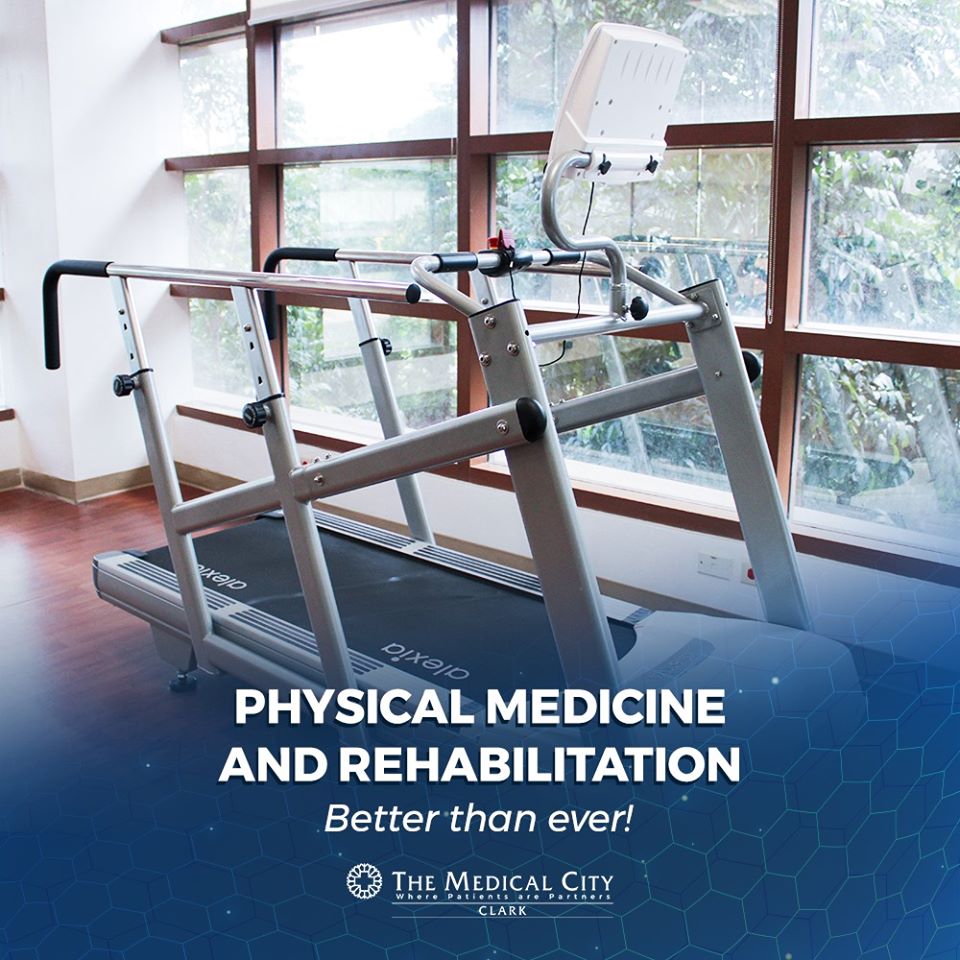 alexia
alexia
PHYSICAL MEDICINE
AND REHABILITATION
Better than ever!
THE MEDICAL CITY
Where Patients are Partners
CLARK